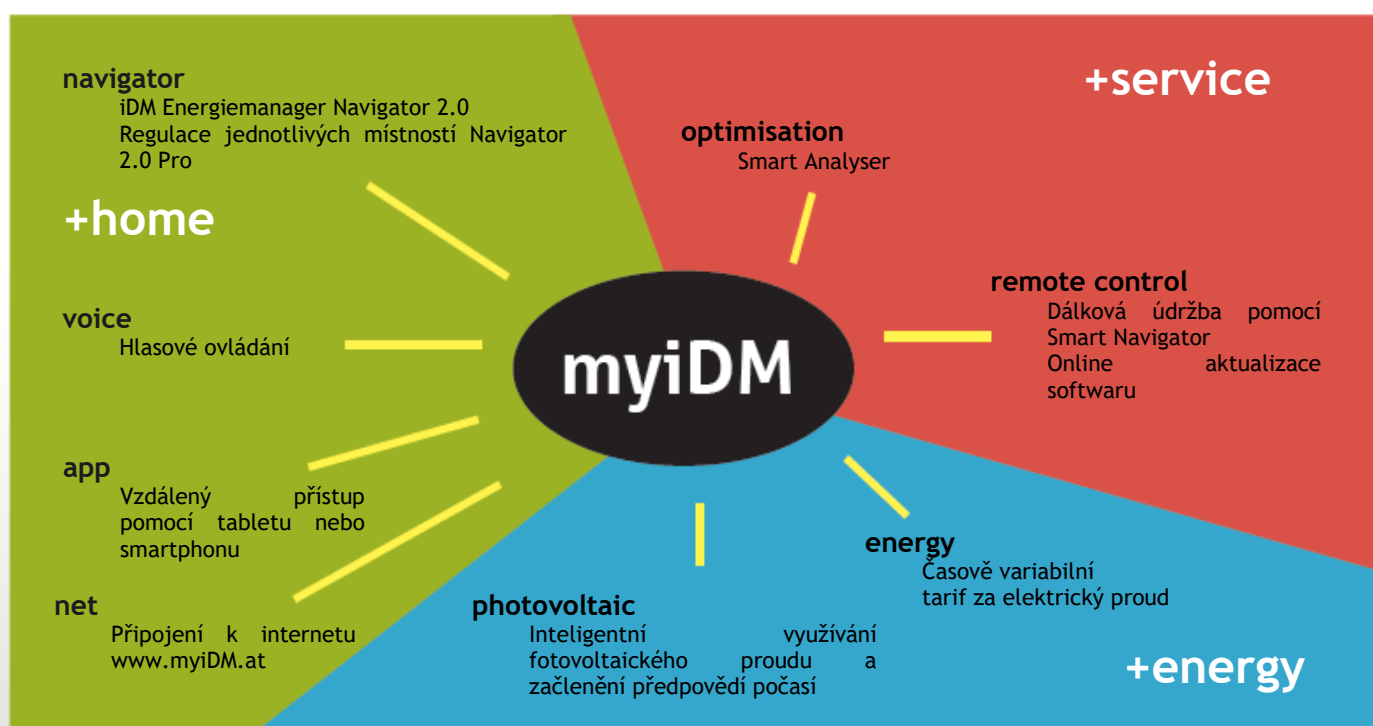 navigator
iDM Energiemanager Navigator 2.0
Regulace jednotlivých místností Navigator
2.0 Pro
+home
voice
Hlasové ovládání
app
Vzdálený přístup
pomocí tabletu nebo
smartphonu
net
Připojení k internetu
www.myiDM.at
myiDM
+service
optimisation
Smart Analyser
remote control
Dálková údržba pomocí
Smart Navigator
Online aktualizace
softwaru
photovoltaic
Inteligentní využívání
fotovoltaického proudu a
začlenění předpovědí počasí
energy
Časově variabilní
tarif za elektrický proud
+energy